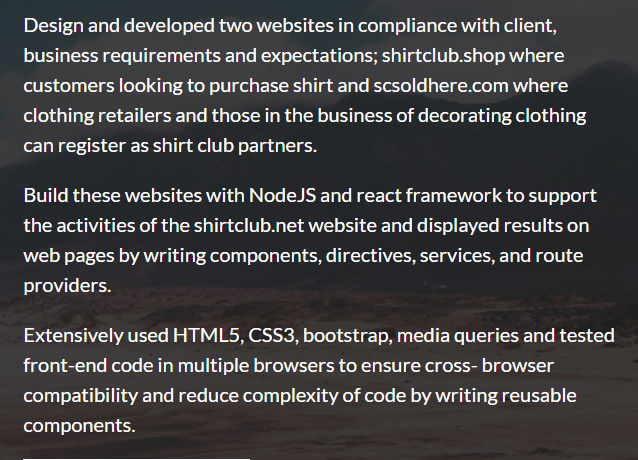 Design and developed two websites in compliance with client,
business requirements and expectations; shirtclub.shop where
customers looking to purchase shirt and scsoldhere.com where
clothing retailers and those in the business of decorating clothing
can register as shirt club partners.
Build these websites with NodeJS and react framework to support
the activities of the shirtclub.net website and displayed results on
web pages by writing components, directives, services, and route
providers.
Extensively used HTML5, CSS3, bootstrap, media queries and tested
front-end code in multiple browsers to ensure cross- browser
compatibility and reduce complexity of code by writing reusable
components.